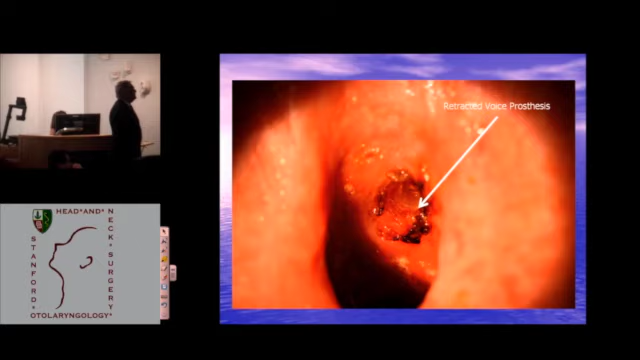 Retracted Voice Prosthesis
HEAD*AND*
NECK*SURGERY
STANFORD*
OTOLARYNGOLOGY*